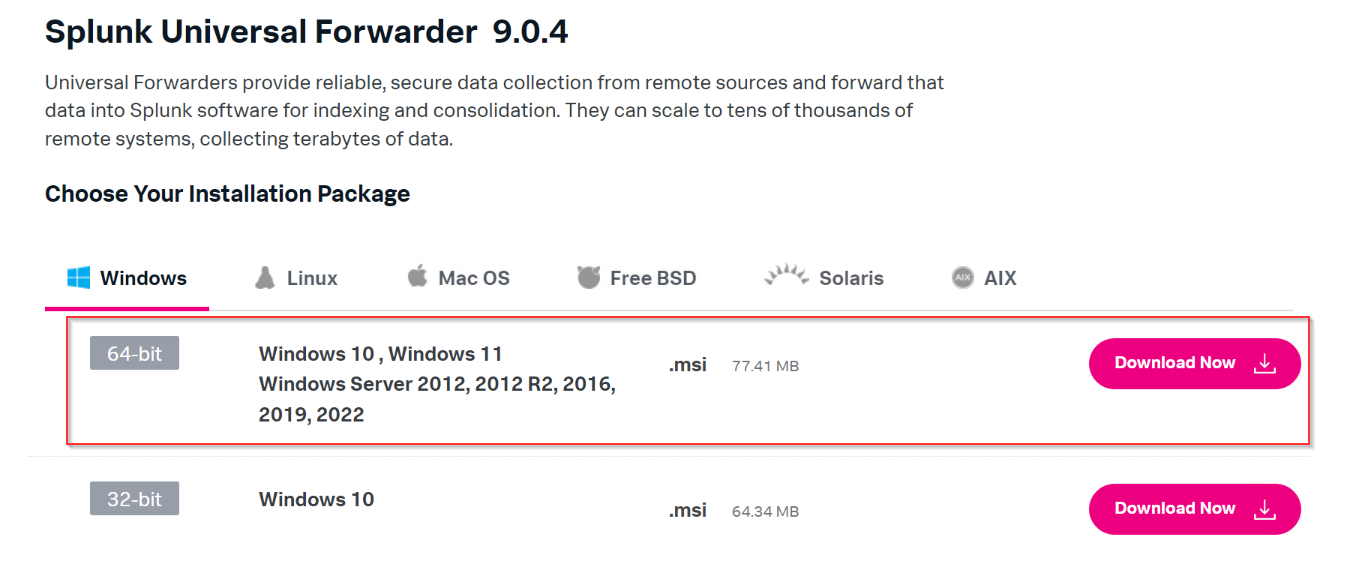 Splunk Universal Forwarder 9.0.4
Universal Forwarders provide reliable, secure data collection from remote sources and forward that
data into Splunk software for indexing and consolidation. They can scale to tens of thousands of
remote systems, collecting terabytes of data.
Choose Your Installation Package
Windows Linux Mac OS Free BSD Solaris AIX AIX
64-bit Windows 10 , Windows 11 .msi 77.41 MB Download Now
Windows Server 2012, 2012 R2, 2016,
2019, 2022
32-bit Windows 10 .msi 64.34 MB Download Now